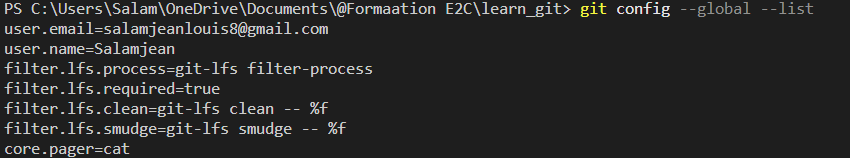 PS C:\Users\Salam\OneDrive\Documents\@Formaation E2C\learn_git> git config --global --list
user.email=salamjeanlouis8@gmail.com
user.name=Salamjean
filter.lfs.process=git-lfs filter-process
filter.lfs.required=true
filter.lfs.clean=git-lfs clean -- %f
filter.lfs.smudge=git-lfs smudge -- %f
core.pager=cat